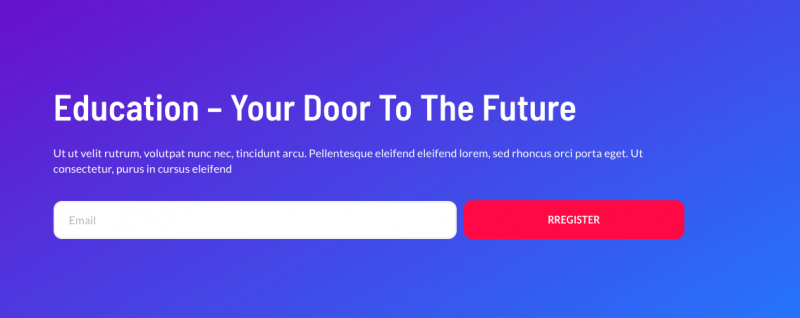 Education – Your Door To The Future
Ut ut velit rutrum, volutpat nunc nec, tincidunt arcu. Pellentesque eleifend eleifend lorem, sed rhoncus orci porta eget. Ut
consectetur, purus in cursus eleifend
Email
RREGISTER